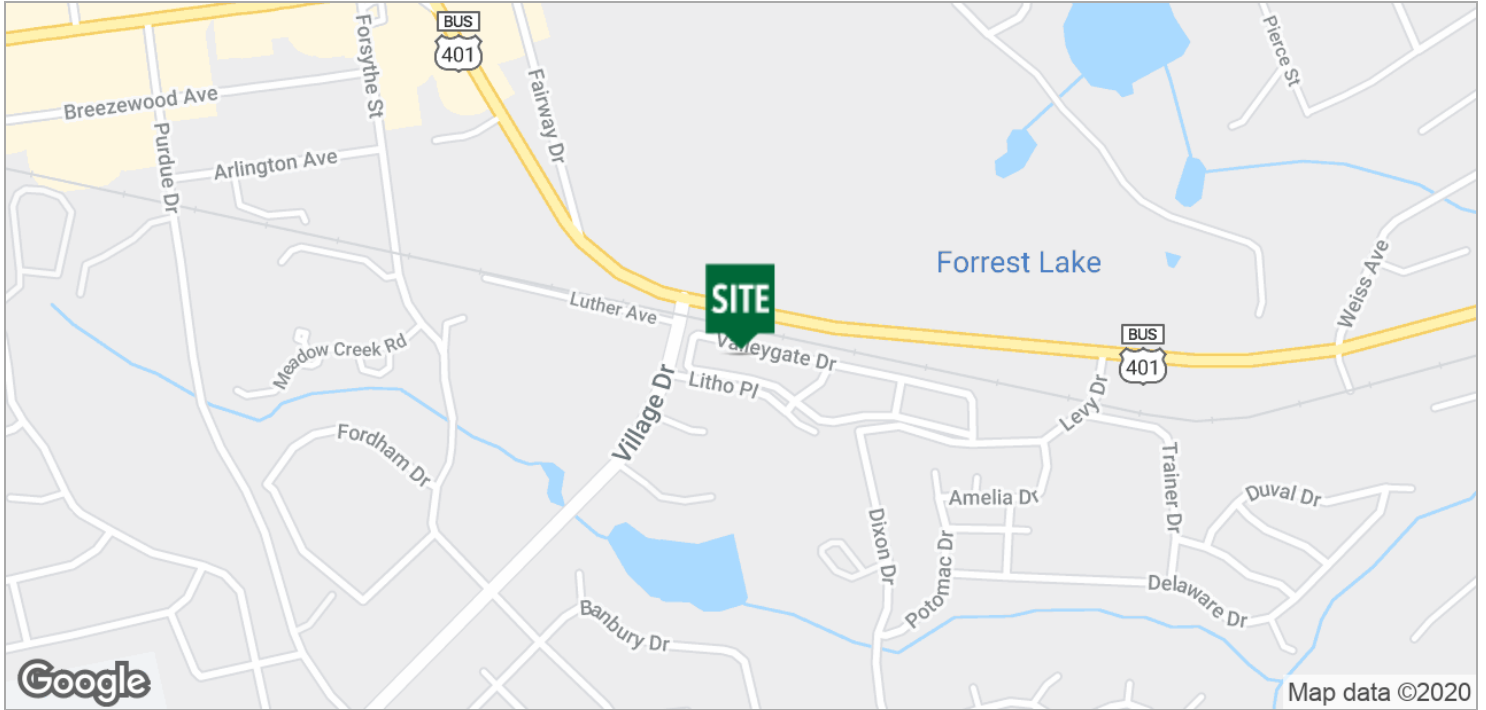 BUS
401
Forsythe St
Pierce St
Fairway Dr
Breezewood Ave
Purdue Dr
Arlington Ave
Weiss Ave
Forrest Lake
SITE
Luther Ave
Valleygate Dr
BUS
401
Meadow Creek Rd
Litho Pl
Levy Dr
Village Dr
Fordham Dr
Trainer Dr
Amelia Dr
Duval Dr
Dixon Dr
Potomac Dr
Delaware Dr
Banbury Dr
Google
Map data ©2020